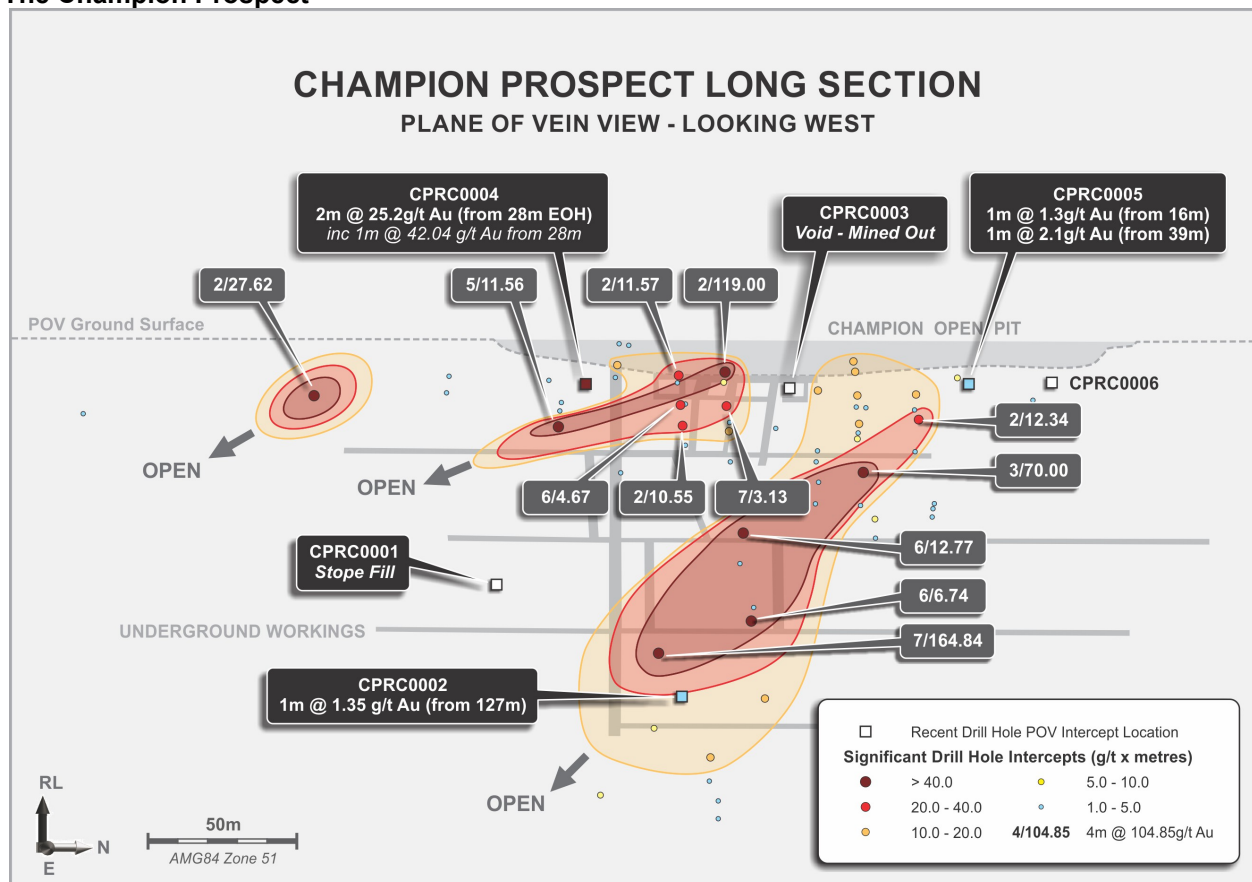 The Champion Prospect
CHAMPION PROSPECT LONG SECTION
PLANE OF VEIN VIEW - LOOKING WEST
CPRC0004
2m @ 25.2g/t Au (from 28m EOH)
inc 1m @ 42.04 g/t Au from 28m
CPRC0003
Void - Mined Out
CPRC0005
1m @ 1.3g/t Au (from 16m)
1m @ 2.1g/t Au (from 39m)
2/27.62
5/11.56
2/11.57
2/119.00
POV Ground Surface
CHAMPION OPEN PIT
CPRC0006
2/12.34
OPEN
3/70.00
OPEN
6/4.67
2/10.55
7/3.13
6/12.77
CPRC0001
Stope Fill
6/6.74
UNDERGROUND WORKINGS
7/164.84
CPRC0002
1m @ 1.35 g/t Au (from 127m)
OPEN
Recent Drill Hole POV Intercept Location
Significant Drill Hole Intercepts (g/t x metres)
> 40.0
5.0 - 10.0
20.0 - 40.0
1.0 - 5.0
10.0 - 20.0
4/104.85 4m @ 104.85g/t Au
RL
N
E
50m
AMG84 Zone 51